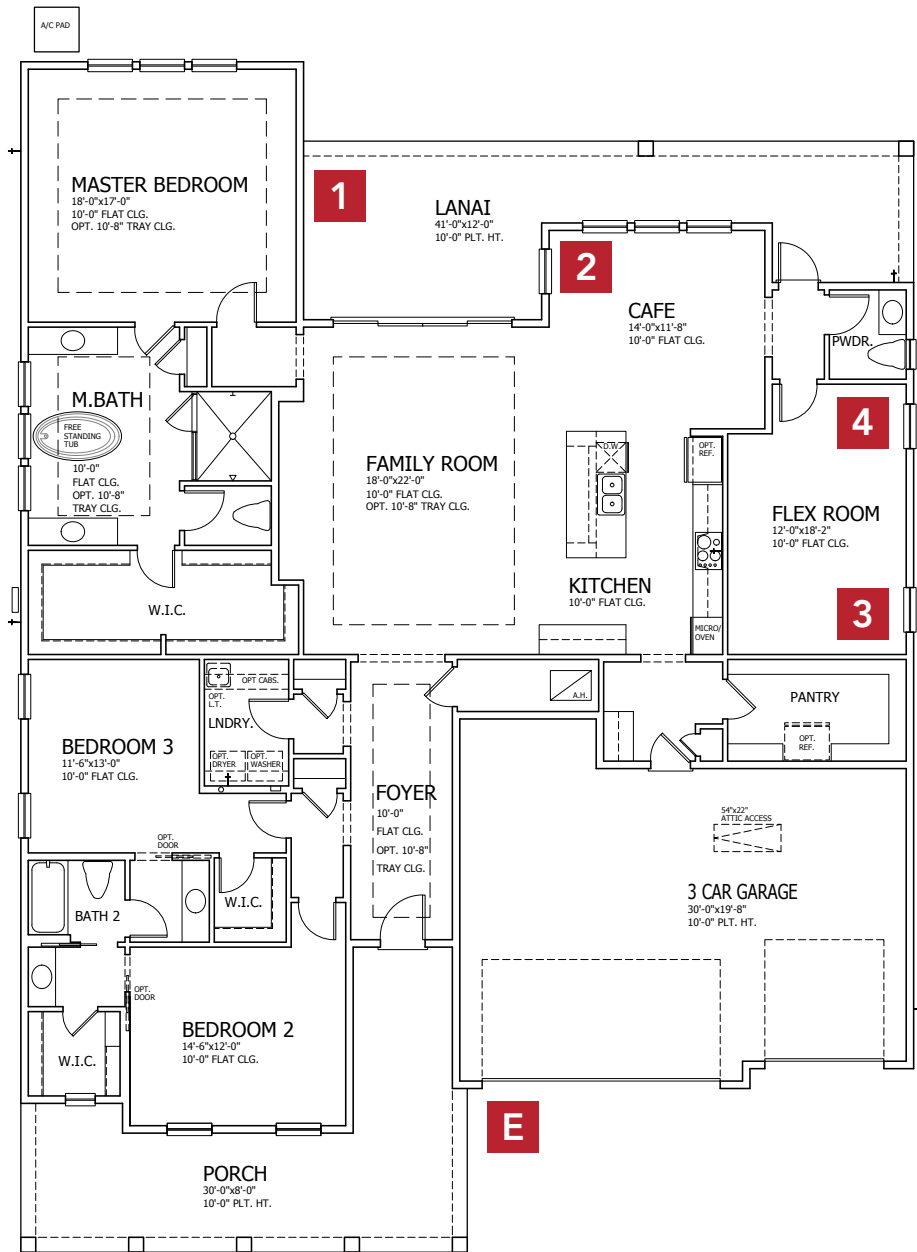 A/C PAD
MASTER BEDROOM
18'-0"x17'-0"
10'-0" FLAT CLG.
OPT. 10'-8" TRAY CLG.
1
LANAI
41'-0"x12'-0"
10'-0" PLT. HT.
2
CAFE
14'-0"x11'-8"
10'-0" FLAT CLG.
PWDR.
M.BATH
FREE
STANDING
TUB
10'-0"
FLAT CLG.
OPT. 10'-8"
TRAY CLG.
FAMILY ROOM
18'-0"x22'-0"
10'-0" FLAT CLG.
OPT. 10'-8" TRAY CLG.
D.W
OPT.
REF.
4
FLEX ROOM
12'-0"x18'-2"
10'-0" FLAT CLG.
3
KITCHEN
10'-0" FLAT CLG.
MICRO/
OVEN
W.I.C.
OPT CABS.
OPT.
L.T.
LNDRY.
OPT.
DRYER
OPT.
WASHER
A.H.
PANTRY
OPT.
REF.
BEDROOM 3
11'-6"x13'-0"
10'-0" FLAT CLG.
FOYER
10'-0"
FLAT CLG.
OPT. 10'-8"
TRAY CLG.
54"x22"
ATTIC ACCESS
OPT.
DOOR
3 CAR GARAGE
30'-0"x19'-8"
10'-0" PLT. HT.
W.I.C.
BATH 2
OPT.
DOOR
BEDROOM 2
14'-6"x12'-0"
10'-0" FLAT CLG.
W.I.C.
E
PORCH
30'-0"x8'-0"
10'-0" PLT. HT.